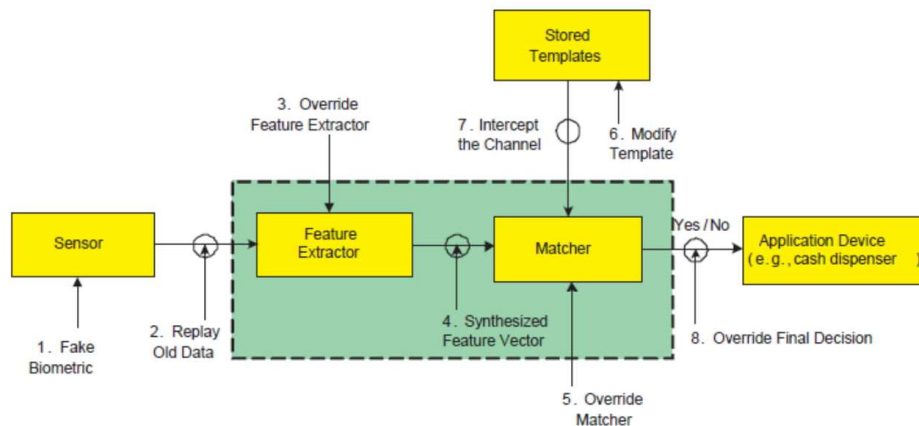 Stored
Templates
3. Override
Feature Extractor
7. Intercept
the Channel
6. Modify
Template
Sensor
Feature
Extractor
Matcher
Yes/No
Application Device
(e.g.,cash dispenser )
1. Fake
Biometric
2. Replay
Old Data
4. Synthesized
Feature Vector
8. Override Final Decision
5. Override
Matcher